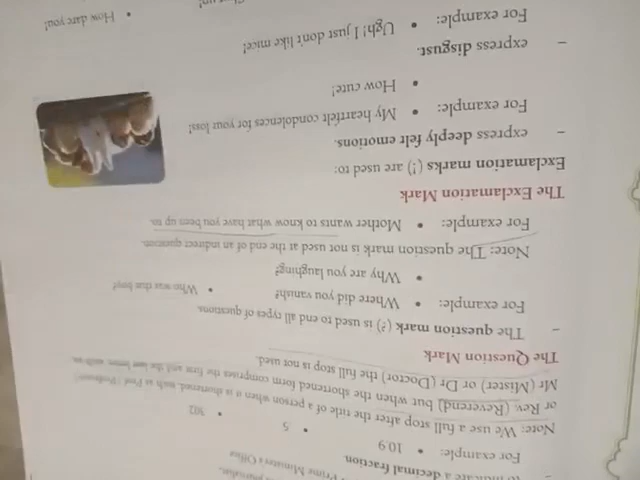 to indicate a decimal fraction.
Prime Minister's Office
For example: • 10.9 • 5 • 302
Note: We use a full stop after the title of a person when it is shortened, such as Prof. (Professor)
or Rev. (Reverend) but when the shortened form comprises the first and the last letter, such as
Mr (Mister) or Dr (Doctor) the full stop is not used.
The Question Mark
– The question mark (?) is used to end all types of questions.
For example: • Where did you vanish? • Who was that boy?
• Why are you laughing?
Note: The question mark is not used at the end of an indirect question.
For example: • Mother wants to know what have you been up to.
The Exclamation Mark
Exclamation marks (!) are used to:
– express deeply felt emotions.
For example: • My heartfelt condolences for your loss!
• How cute!
– express disgust.
For example: • Ugh! I just don't like mice!
• How dare you!